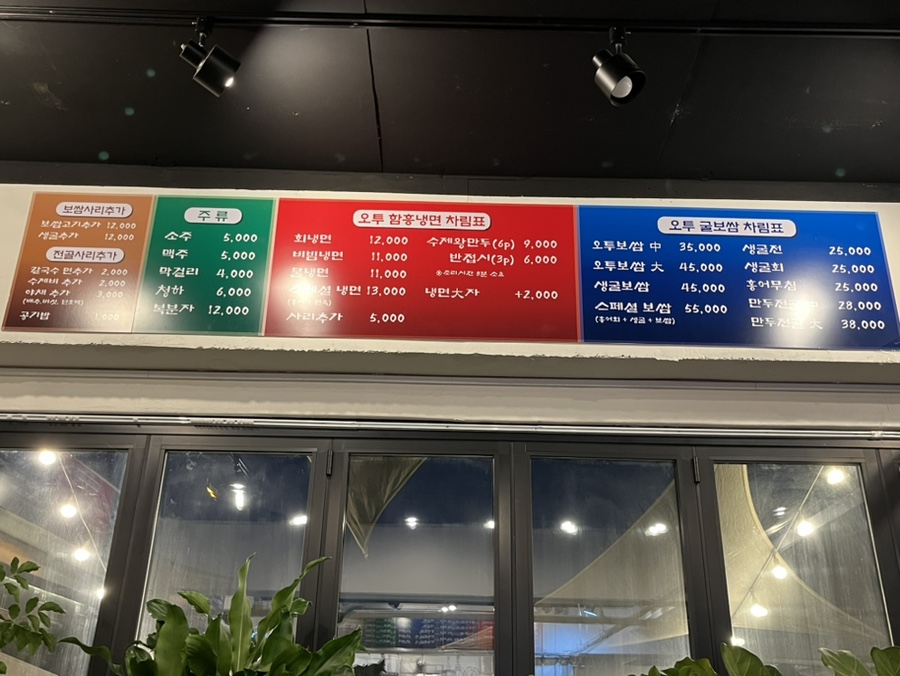 보쌈사리추가
보쌈고기추가 12,000
생굴추가 12,000
전골사리추가
칼국수면추가 2,000
수제비 추가 2,000
야채 추가 3,000
공기밥 1,000
주류
소주 5,000
맥주 5,000
막걸리 4,000
청하 6,000
복분자 12,000
오투 함흥냉면 차림표
회냉면 12,000
비빔냉면 11,000
물냉면 11,000
스페셜 냉면 13,000
사리추가 5,000
수제왕만두(6p) 9,000
반접시(3p) 6,000
냉면大자 +2,000
오투 굴보쌈 차림표
오투보쌈 中 35,000
오투보쌈 大 45,000
생굴보쌈 45,000
스페셜 보쌈 55,000
(홍어회 + 생굴 + 보쌈)
생굴전 25,000
생굴회 25,000
홍어무침 25,000
만두전골 中 28,000
만두전골 大 38,000